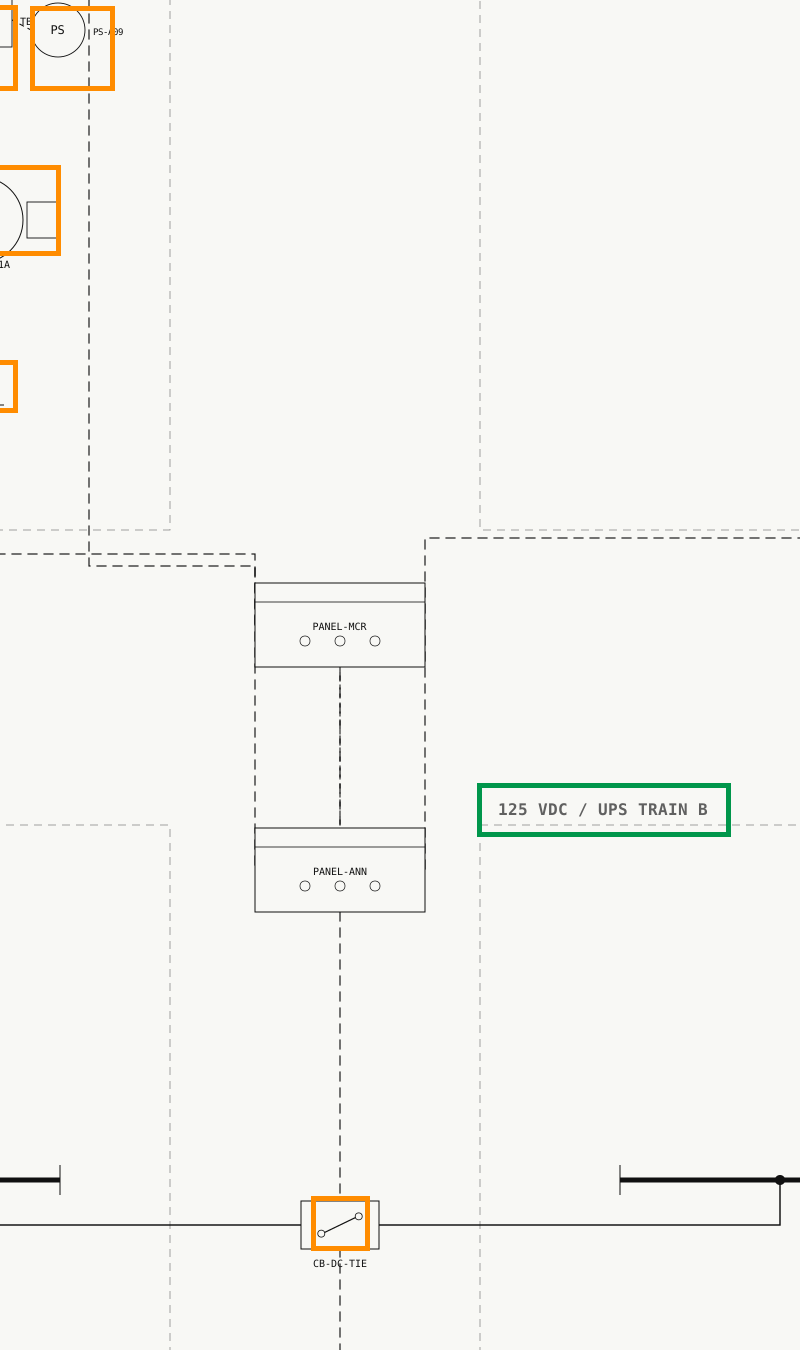 PS
PANEL-MCR
125 VDC / UPS TRAIN B
PANEL-ANN
CB-DC-TIE